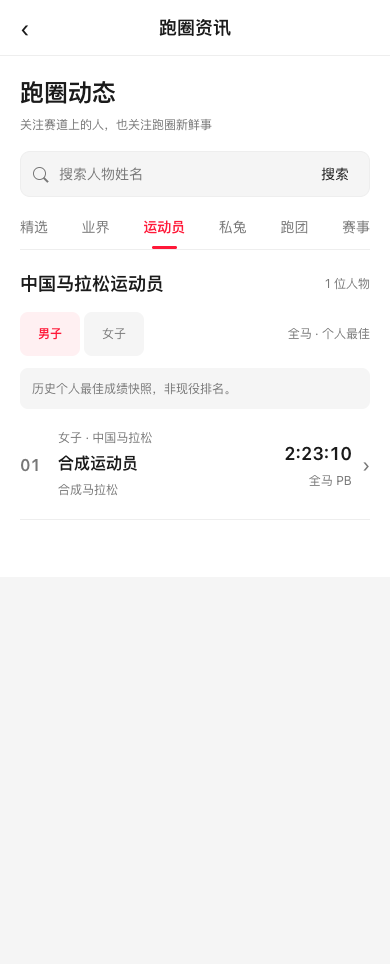 ‹ 跑圈资讯
跑圈动态
关注赛道上的人，也关注跑圈新鲜事
搜索人物姓名 搜索
精选 业界 运动员 私兔 跑团 赛事
中国马拉松运动员 1 位人物
男子 女子 全马 · 个人最佳
历史个人最佳成绩快照，非现役排名。
女子 · 中国马拉松
01 合成运动员 2:23:10 ›
合成马拉松 全马 PB